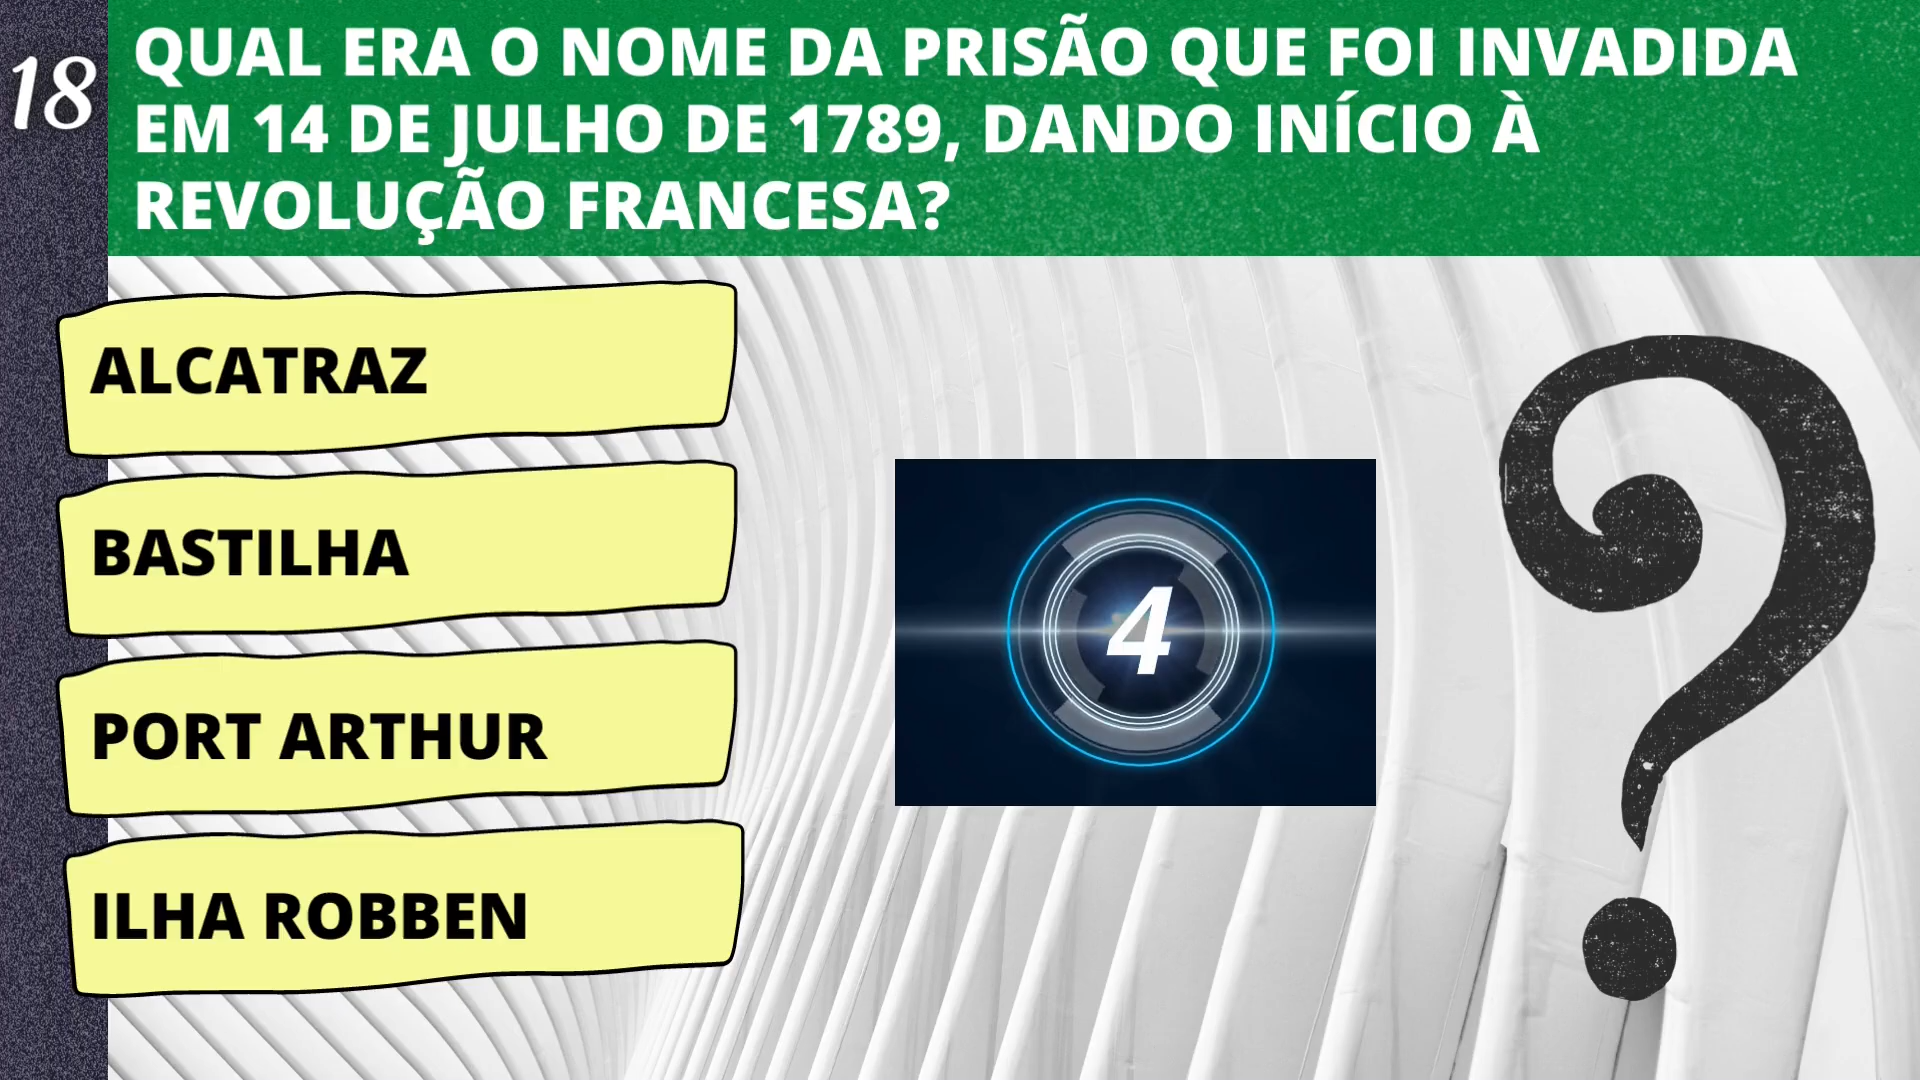 18
QUAL ERA O NOME DA PRISÃO QUE FOI INVADIDA
EM 14 DE JULHO DE 1789, DANDO INÍCIO À
REVOLUÇÃO FRANCESA?
ALCATRAZ
BASTILHA
PORT ARTHUR
ILHA ROBBEN
4
?